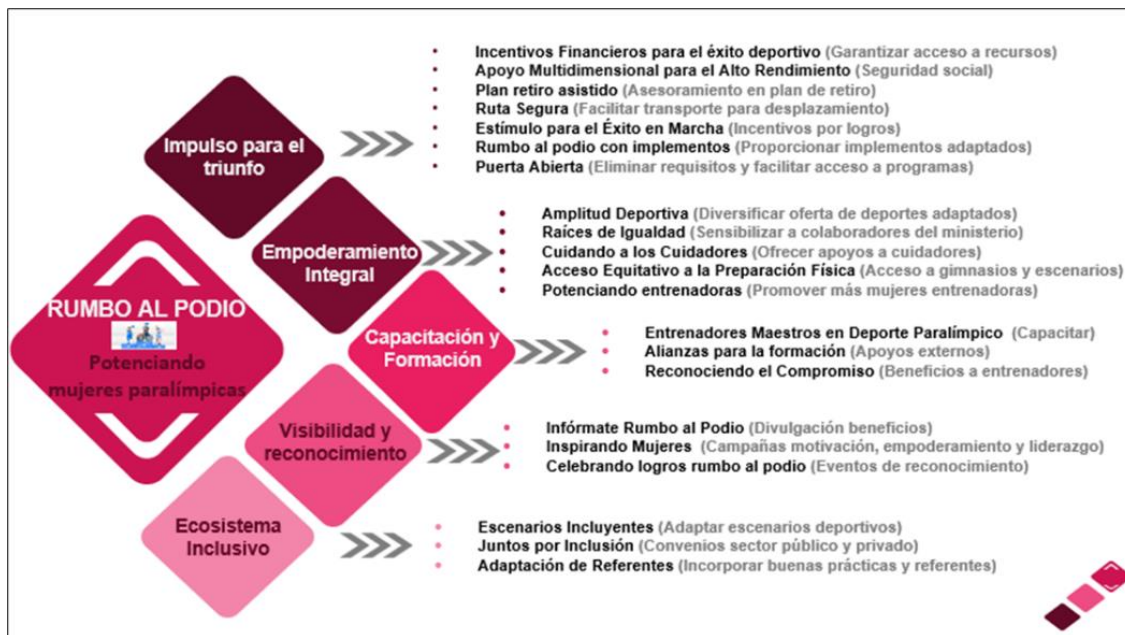 Incentivos Financieros para el éxito deportivo (Garantizar acceso a recursos)
Apoyo Multidimensional para el Alto Rendimiento (Seguridad social)
Plan retiro asistido (Asesoramiento en plan de retiro)
Ruta Segura (Facilitar transporte para desplazamiento)
Estímulo para el Éxito en Marcha (Incentivos por logros)
Rumbo al podio con implementos (Proporcionar implementos adaptados)
Puerta Abierta (Eliminar requisitos y facilitar acceso a programas)
Impulso para el
triunfo
Amplitud Deportiva (Diversificar oferta de deportes adaptados)
Raíces de Igualdad (Sensibilizar a colaboradores del ministerio)
Cuidando a los Cuidadores (Ofrecer apoyos a cuidadores)
Acceso Equitativo a la Preparación Física (Acceso a gimnasios y escenarios)
Potenciando entrenadoras (Promover más mujeres entrenadoras)
Empoderamiento
Integral
RUMBO AL PODIO
Potenciando
mujeres paralímpicas
Capacitación y
Formación
Entrenadores Maestros en Deporte Paralímpico (Capacitar)
Alianzas para la formación (Apoyos externos)
Reconociendo el Compromiso (Beneficios a entrenadores)
Visibilidad y
reconocimiento
Infórmate Rumbo al Podio (Divulgación beneficios)
Inspirando Mujeres (Campañas motivación, empoderamiento y liderazgo)
Celebrando logros rumbo al podio (Eventos de reconocimiento)
Ecosistema
Inclusivo
Escenarios Incluyentes (Adaptar escenarios deportivos)
Juntos por Inclusión (Convenios sector público y privado)
Adaptación de Referentes (Incorporar buenas prácticas y referentes)